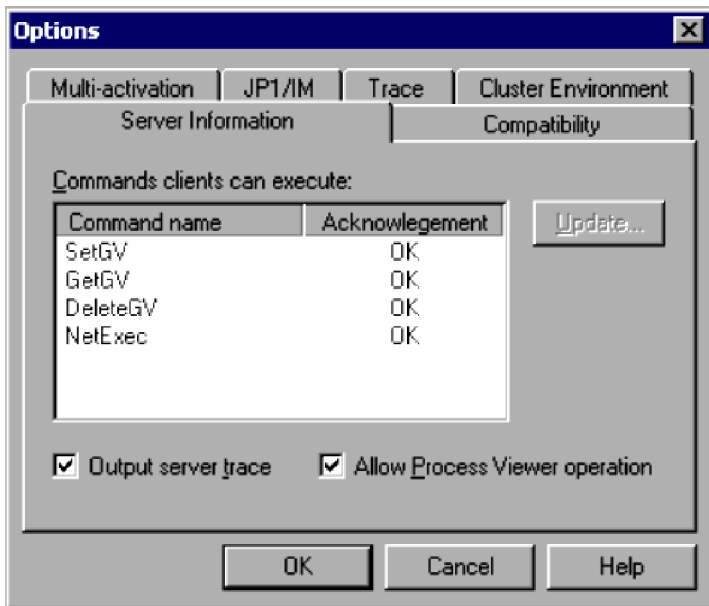 Options
Multi-activation JP1/IM Trace Cluster Environment
Server Information Compatibility
Commands clients can execute:
Command name Acknowlegement Update...
SetGV OK
GetGV OK
DeleteGV OK
NetExec OK
Output server trace Allow Process Viewer operation
OK Cancel Help